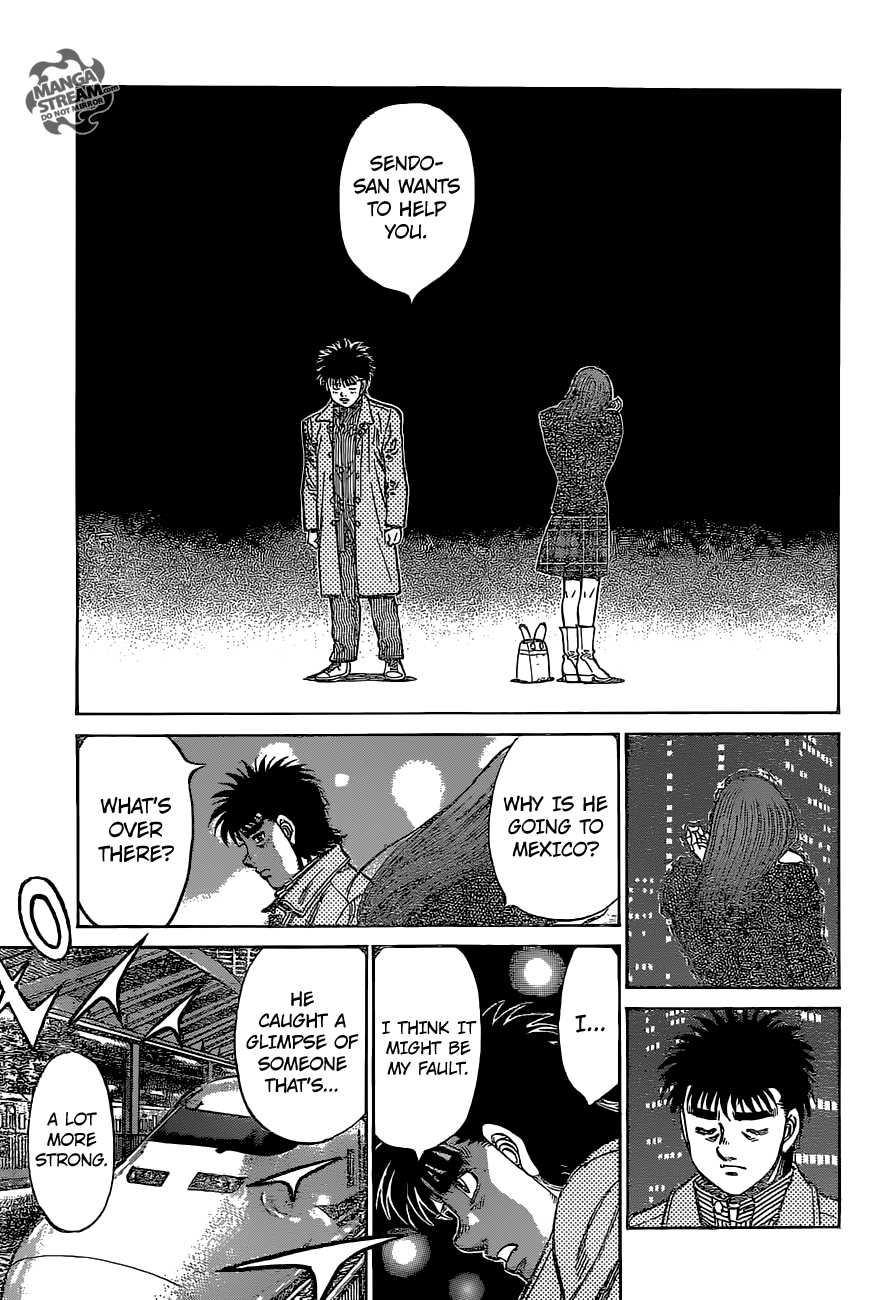 MANGA
STREAM.com
DO NOT MIRROR
SENDO-
SAN WANTS
TO HELP
YOU.
WHY IS HE
GOING TO
MEXICO?
WHAT'S
OVER
THERE?
I...
I THINK IT
MIGHT BE
MY FAULT.
HE
CAUGHT A
GLIMPSE OF
SOMEONE
THAT'S...
A LOT
MORE
STRONG.